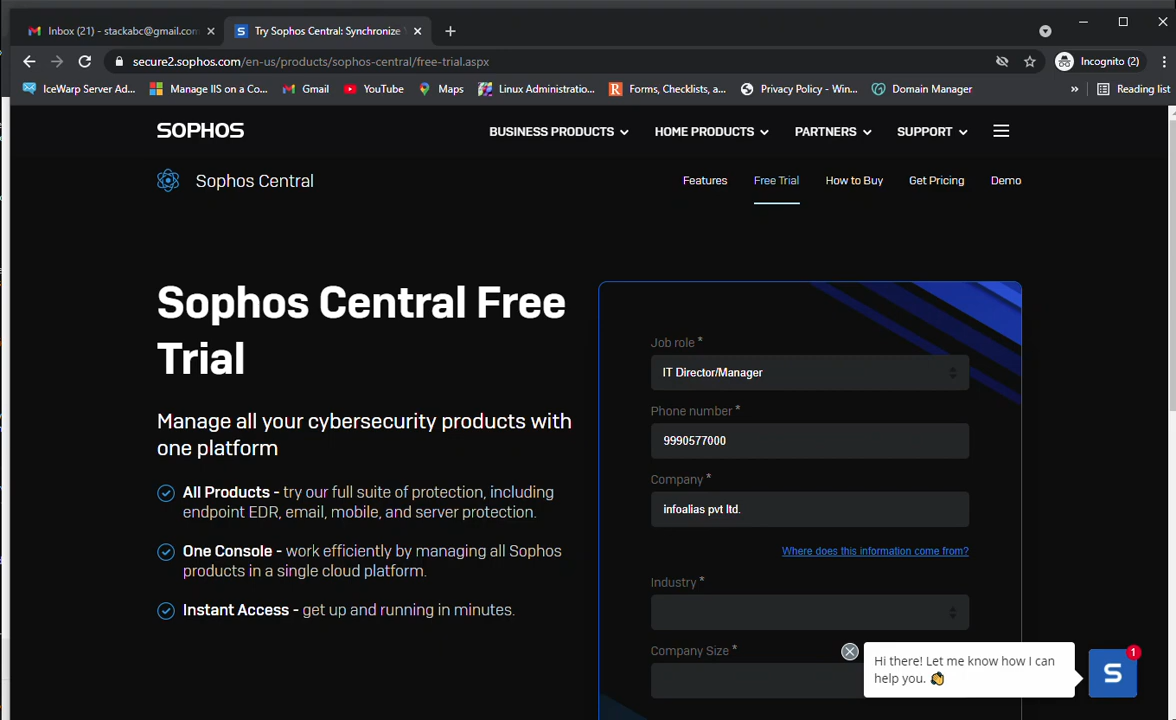 Inbox (21) - stackabc@gmail.com
Try Sophos Central: Synchronize
secure2.sophos.com/en-us/products/sophos-central/free-trial.aspx
Incognito (2)
IceWarp Server Ad...
Manage IIS on a Co...
Gmail
YouTube
Maps
Linux Administratio...
Forms, Checklists, a...
Privacy Policy - Win...
Domain Manager
»
Reading list
SOPHOS
BUSINESS PRODUCTS
HOME PRODUCTS
PARTNERS
SUPPORT
Sophos Central
Features
Free Trial
How to Buy
Get Pricing
Demo
Sophos Central Free
Trial
Manage all your cybersecurity products with
one platform
All Products - try our full suite of protection, including
endpoint EDR, email, mobile, and server protection.
One Console - work efficiently by managing all Sophos
products in a single cloud platform.
Instant Access - get up and running in minutes.
Job role *
IT Director/Manager
Phone number *
9990577000
Company *
infoalias pvt ltd.
Where does this information come from?
Industry *
Company Size *
Hi there! Let me know how I can
help you. 👋
S
1